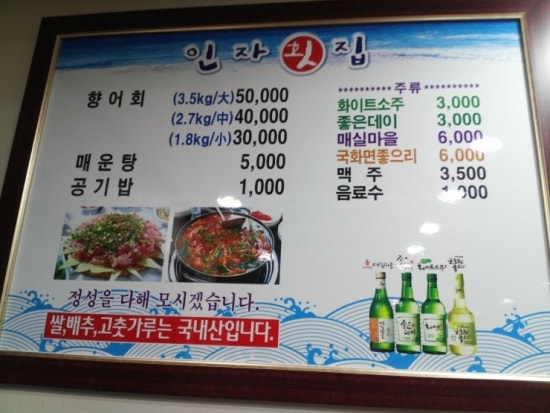 인자횟집
향어회 (3.5kg/大) 50,000
(2.7kg/中) 40,000
(1.8kg/小) 30,000
매운탕 5,000
공기밥 1,000
********** 주류 **********
화이트소주 3,000
좋은데이 3,000
매실마을 6,000
국화면좋으리 6,000
맥주 3,500
음료수 1,000
정성을 다해 모시겠습니다.
쌀,배추,고춧가루는 국내산입니다.